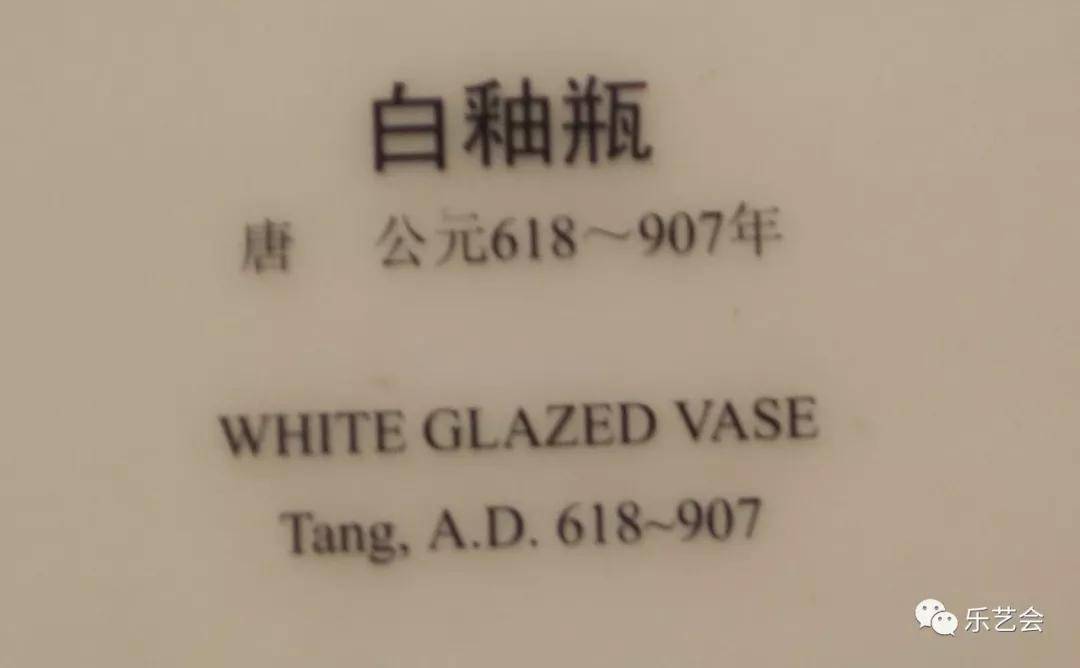 白釉瓶
唐 公元618～907年
WHITE GLAZED VASE
Tang, A.D. 618~907
乐艺会